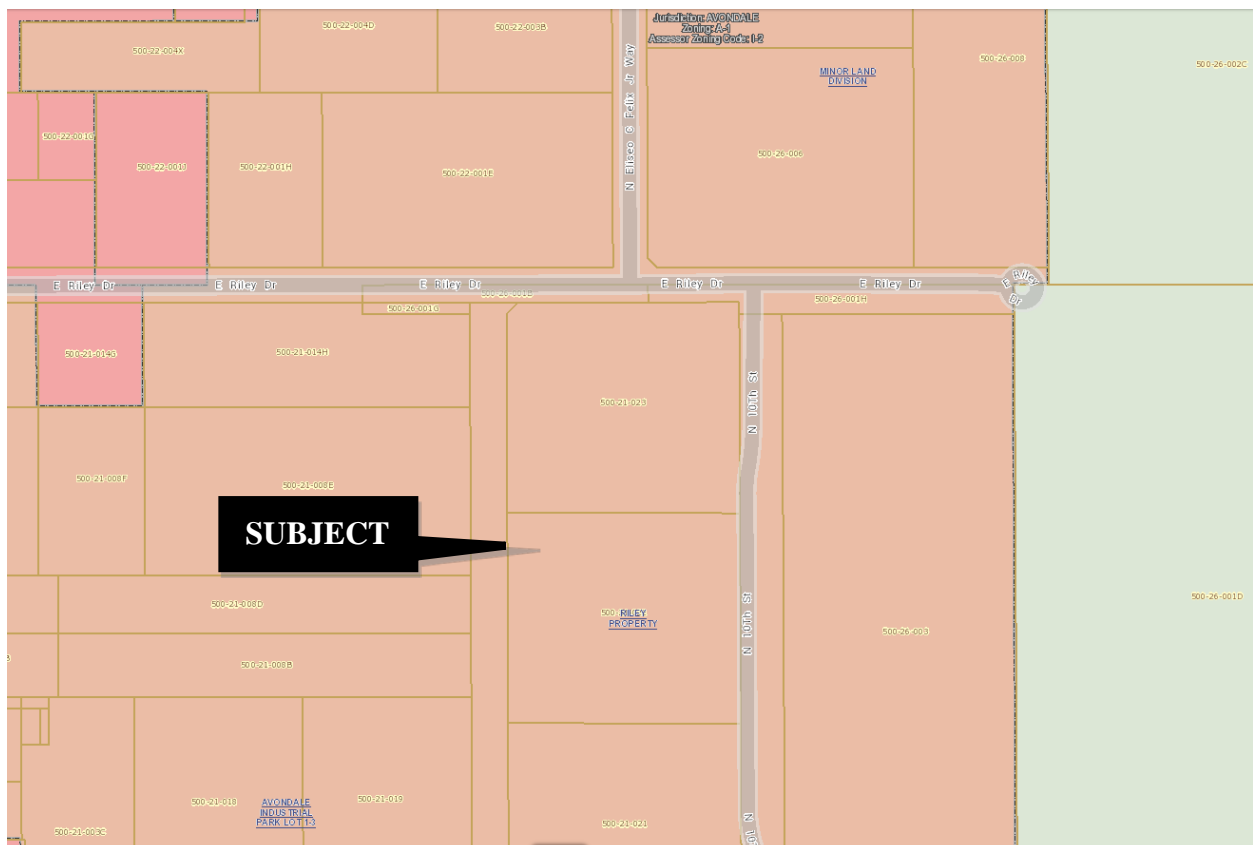 500-22-004D
500-22-003B
Jurisdiction: AVONDALE
Zoning: A-1
Assessor Zoning Code: I-2
500-22-004X
500-26-008
500-26-002C
MINOR LAND
DIVISION
N Eliseo C Felix Jr Way
500-22-001J
500-22-001H
500-22-001E
500-26-006
E Riley Dr
E Riley Dr
E Riley Dr
E Riley Dr
E Riley Dr
E Riley
Dr
500-26-001H
500-26-001G
500-21-014G
500-21-014H
500-21-023
N 10Th St
500-21-008F
500-21-008E
SUBJECT
500-21-008D
N 10Th St
500-26-001D
RILEY
PROPERTY
500-26-003
500-21-008B
500-21-018
500-21-019
AVONDALE
INDUSTRIAL
PARK LOT 1-3
500-21-003C
500-21-021